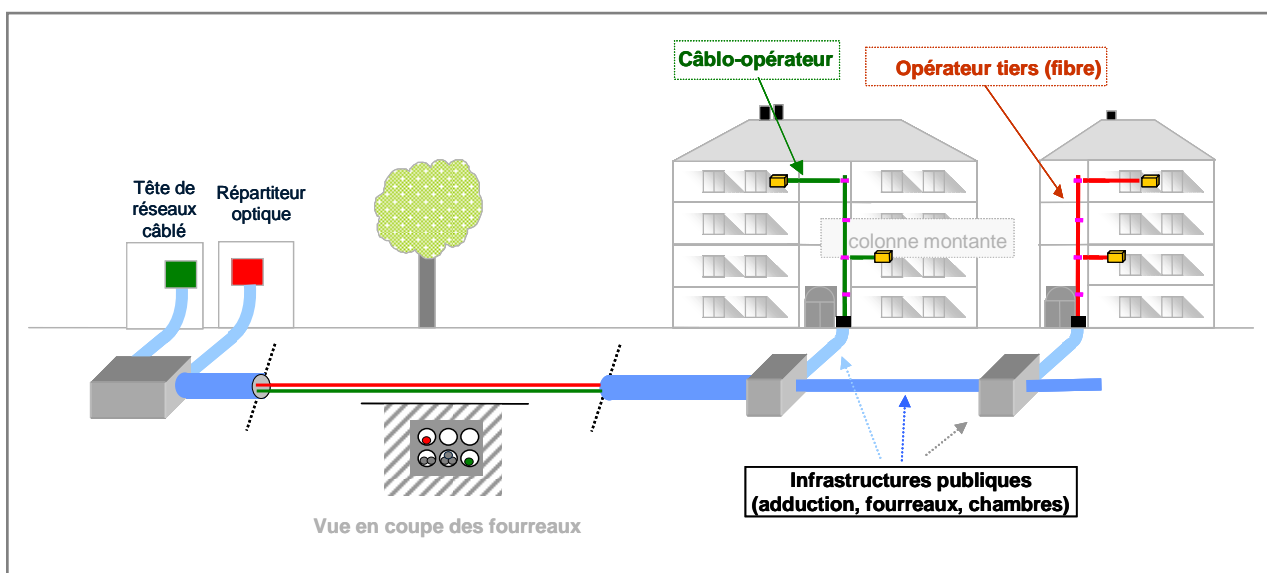 Câblo-opérateur
Opérateur tiers (fibre)
Tête de
réseaux
câblé
Répartiteur
optique
colonne montante
Infrastructures publiques
(adduction, fourreaux, chambres)
Vue en coupe des fourreaux